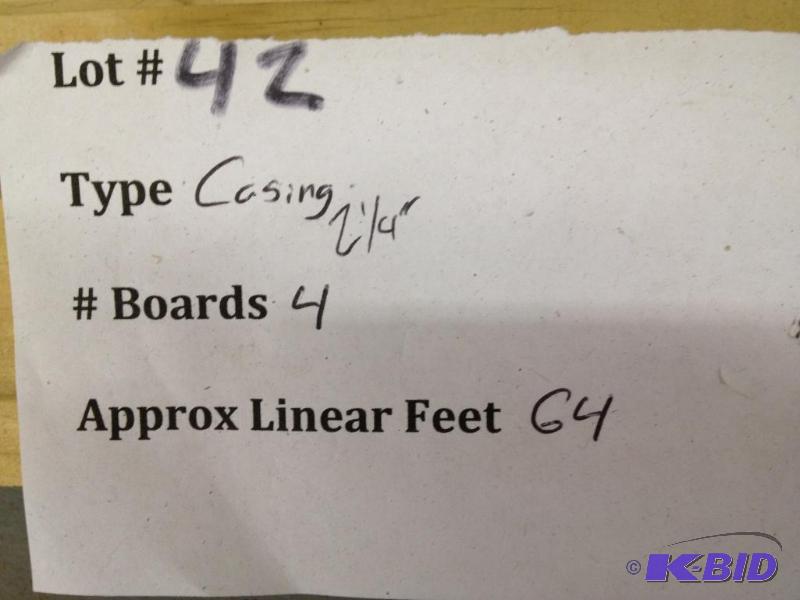 Lot # 42
Type Casing 2 1/4"
# Boards 4
Approx Linear Feet 64
© K-BID